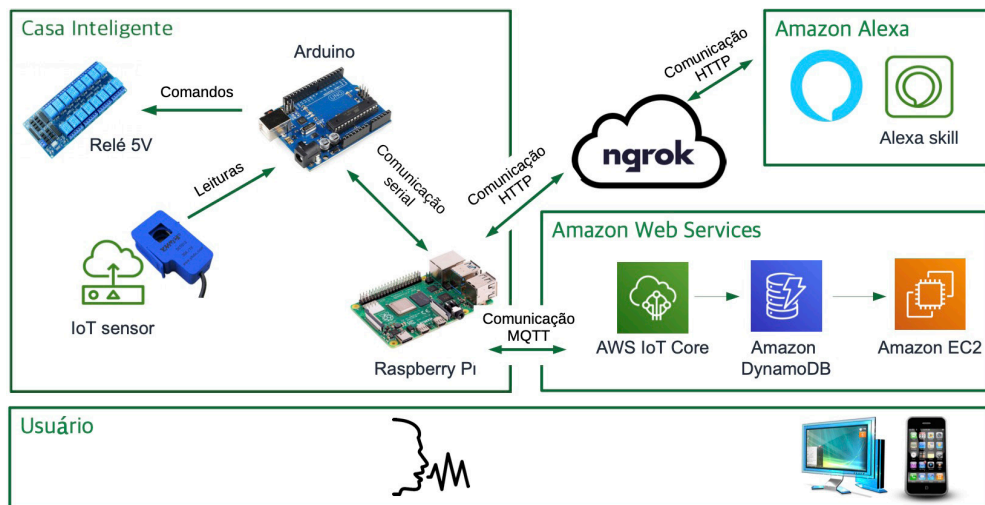 Casa Inteligente
Arduino
Comandos
Relé 5V
Leituras
Comunicação
serial
IoT sensor
Raspberry Pi
Comunicação
HTTP
ngrok
Comunicação
HTTP
Amazon Alexa
Alexa skill
Comunicação
MQTT
Amazon Web Services
AWS IoT Core
Amazon
DynamoDB
Amazon EC2
Usuário